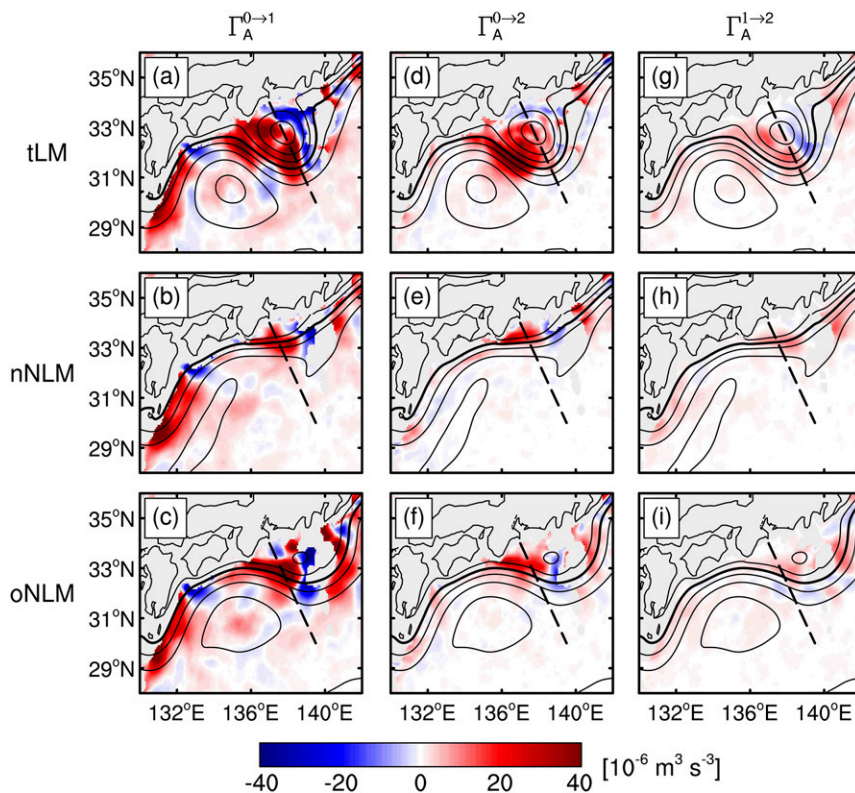 Γ_A^{0→1} Γ_A^{0→2} Γ_A^{1→2}
35°N (a) (d) (g)
33°N
tLM
31°N
29°N
35°N (b) (e) (h)
33°N
nNLM
31°N
29°N
35°N (c) (f) (i)
33°N
oNLM
31°N
29°N
132°E 136°E 140°E 132°E 136°E 140°E 132°E 136°E 140°E
-40 -20 0 20 40 [10⁻⁶ m³ s⁻³]